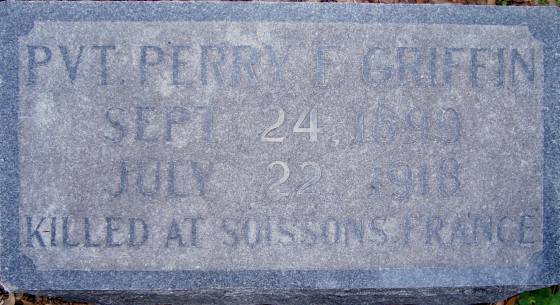 PVT. PERRY F. GRIFFIN
SEPT 24, 1899
JULY 22 1918
KILLED AT SOISSONS, FRANCE